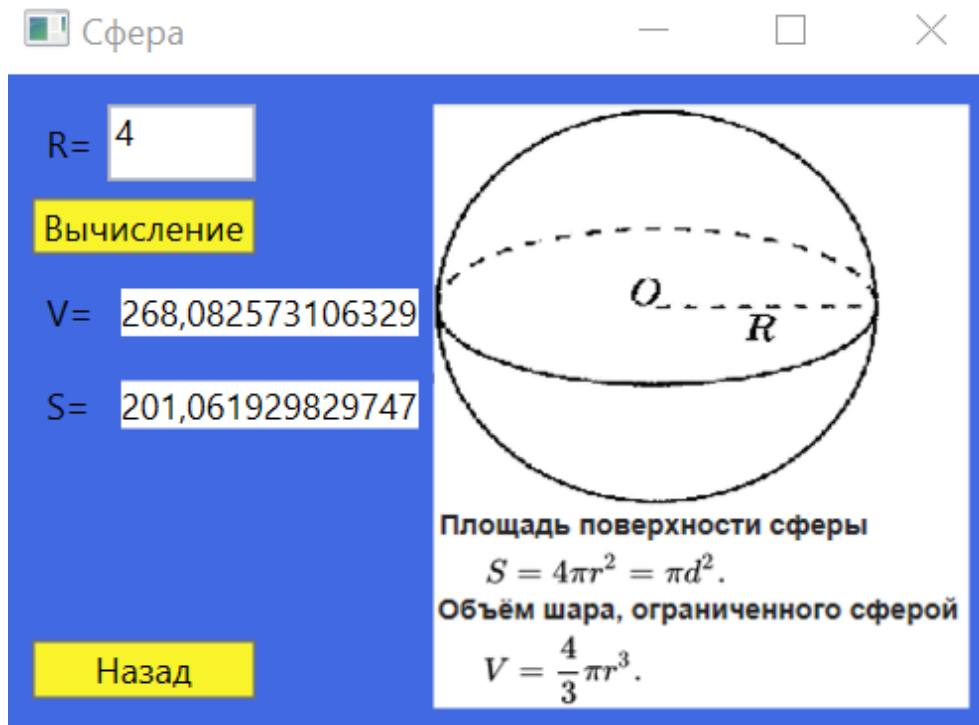 Сфера
R= 4
Вычисление
V= 268,082573106329
S= 201,061929829747
Назад
O
R
Площадь поверхности сферы
S = 4πr² = πd².
Объём шара, ограниченного сферой
V = 4/3 πr³.